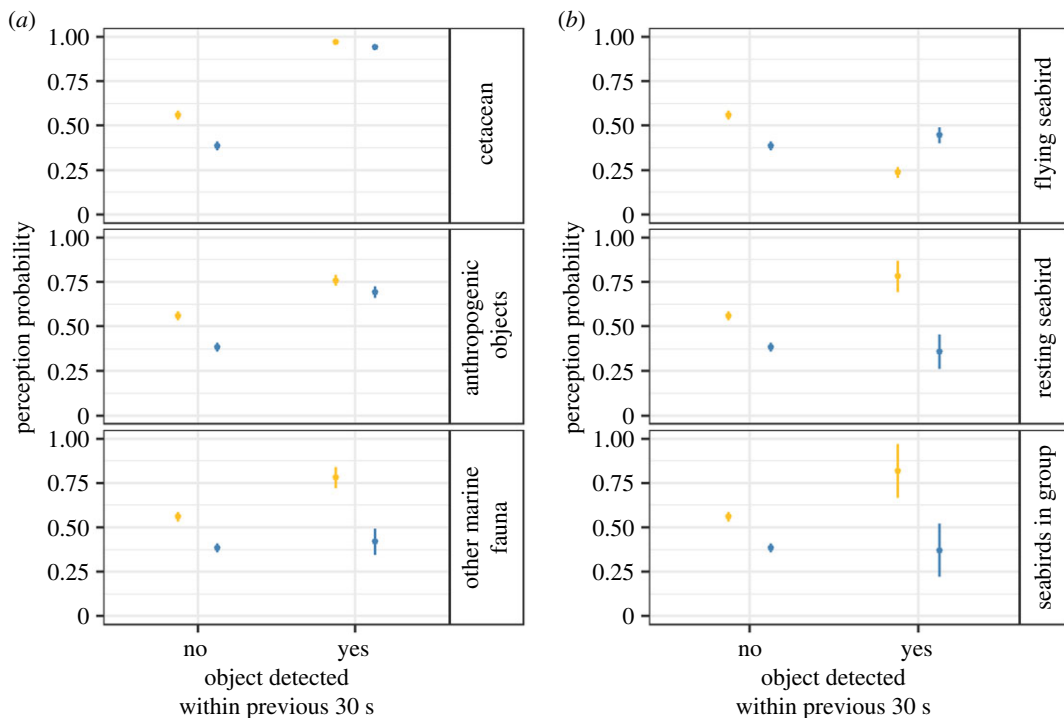 (a)
1.00
0.75
0.50
0.25
0
cetacean
1.00
0.75
0.50
0.25
0
anthropogenic
objects
1.00
0.75
0.50
0.25
0
other marine
fauna
perception probability
no yes
object detected
within previous 30 s
(b)
1.00
0.75
0.50
0.25
0
flying seabird
1.00
0.75
0.50
0.25
0
resting seabird
1.00
0.75
0.50
0.25
0
seabirds in group
perception probability
no yes
object detected
within previous 30 s